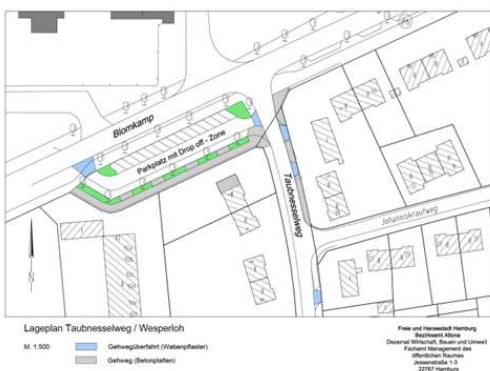 Blomkamp
Parkplatz mit Drop off - Zone
Taubnesselweg
Johanniskrautweg
N
Lageplan Taubnesselweg / Wesperloh
M. 1:500
Gehwegüberfahrt (Wabenpflaster)
Gehweg (Betonplatten)
Freie und Hansestadt Hamburg
Bezirksamt Altona
Dezernat Wirtschaft, Bauen und Umwelt
Fachamt Management des
öffentlichen Raumes
Jessenstraße 1-3
22767 Hamburg